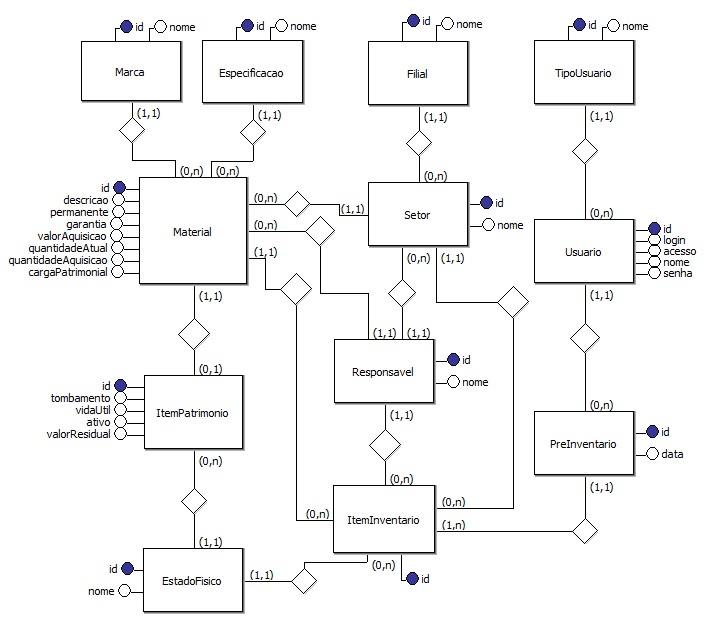 id nome id nome id nome id nome
Marca Especificacao Filial TipoUsuario
(1,1) (1,1) (1,1) (1,1)
(0,n) (0,n) (0,n) (0,n)
id
descricao
permanente
garantia
valorAquisicao
quantidadeAtual
quantidadeAquisicao
cargaPatrimonial
Material
(0,n) (1,1)
(0,n)
(1,1)
(1,1)
Setor
id
nome
(0,n) (1,1)
Usuario
id
login
acesso
nome
senha
(1,1)
(1,1) (1,1)
Responsavel
id
nome
(1,1)
(0,1)
id
tombamento
vidaUtil
ativo
valorResidual
ItemPatrimonio
(0,n)
(0,n)
PreInventario
id
data
(1,1)
(0,n)
(0,n)
(0,n)
ItemInventario
(1,n)
(0,n)
id
(1,1)
id
nome
EstadoFisico
(1,1)